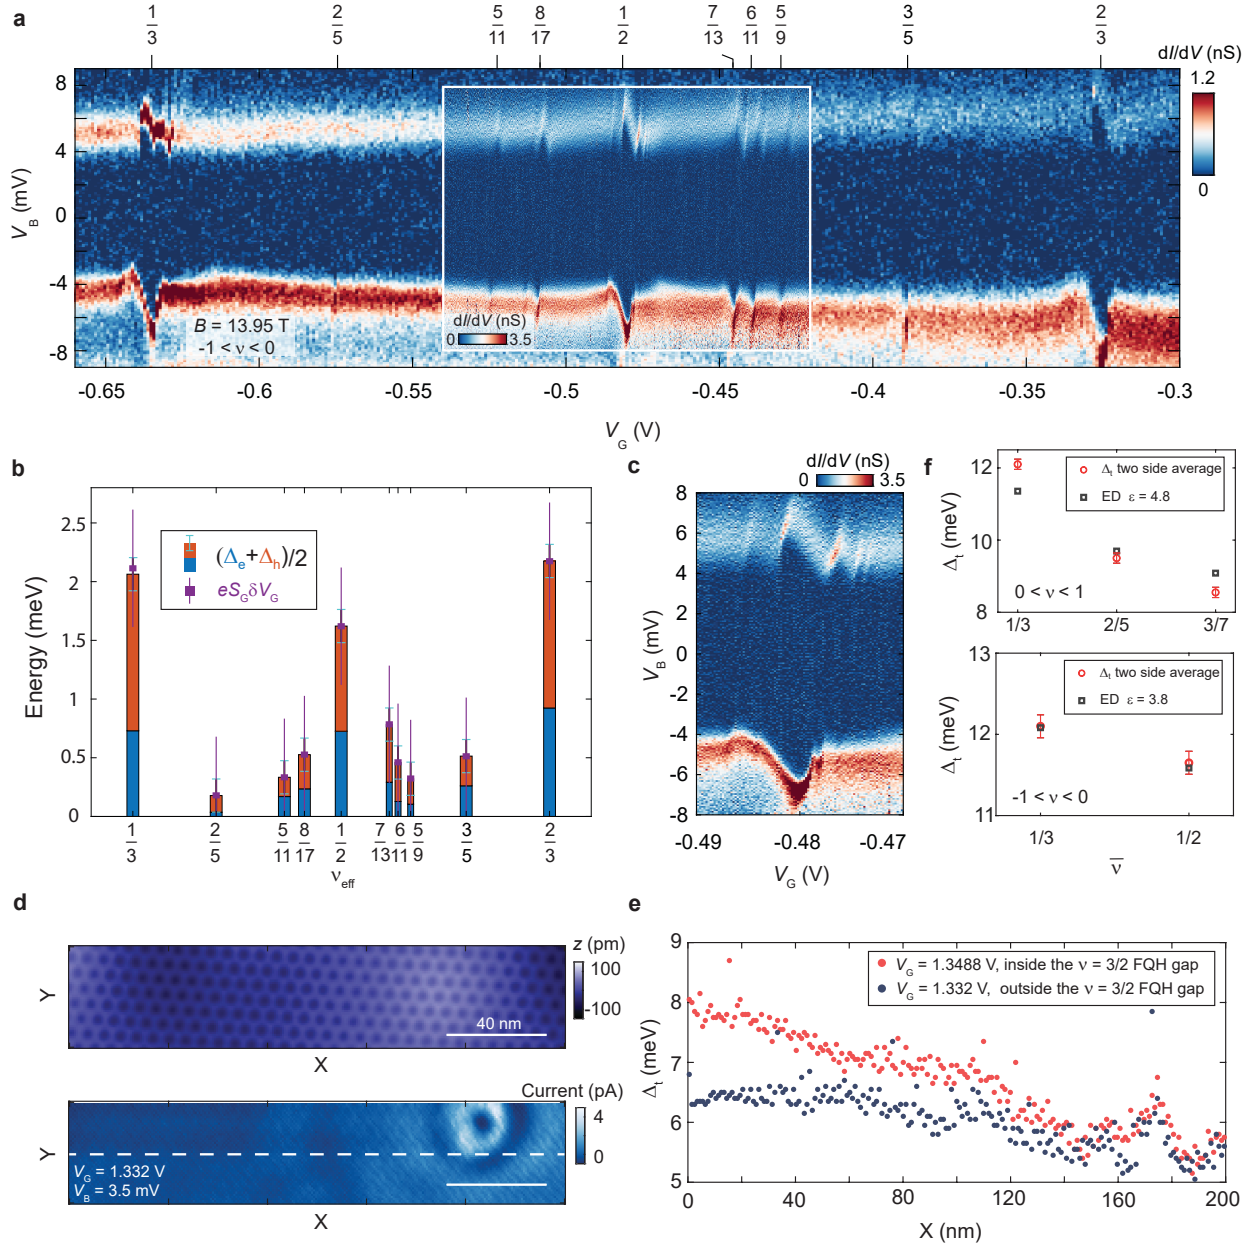 a
1/3 2/5 5/11 8/17 1/2 7/13 6/11 5/9 3/5 2/3
dI/dV (nS)
1.2
0
8
4
0
-4
-8
V_B (mV)
B = 13.95 T
-1 < ν < 0
dI/dV (nS)
0 3.5
-0.65 -0.6 -0.55 -0.5 -0.45 -0.4 -0.35 -0.3
V_G (V)
b
2.5
2
1.5
1
0.5
0
Energy (meV)
(Δ_e+Δ_h)/2
eS_GδV_G
1/3 2/5 5/11 8/17 1/2 7/13 6/11 5/9 3/5 2/3
ν_eff
c
dI/dV (nS)
0 3.5
8
6
4
2
0
-2
-4
-6
-8
V_B (mV)
-0.49 -0.48 -0.47
V_G (V)
f
12
10
8
Δ_t (meV)
Δ_t two side average
ED ε = 4.8
0 < ν < 1
1/3 2/5 3/7
13
12
11
Δ_t (meV)
Δ_t two side average
ED ε = 3.8
-1 < ν < 0
1/3 1/2
ν̅
d
z (pm)
100
-100
40 nm
Y
X
Current (pA)
4
0
V_G = 1.332 V
V_B = 3.5 mV
Y
X
e
9
8
7
6
5
Δ_t (meV)
V_G = 1.3488 V, inside the ν = 3/2 FQH gap
V_G = 1.332 V, outside the ν = 3/2 FQH gap
0 40 80 120 160 200
X (nm)